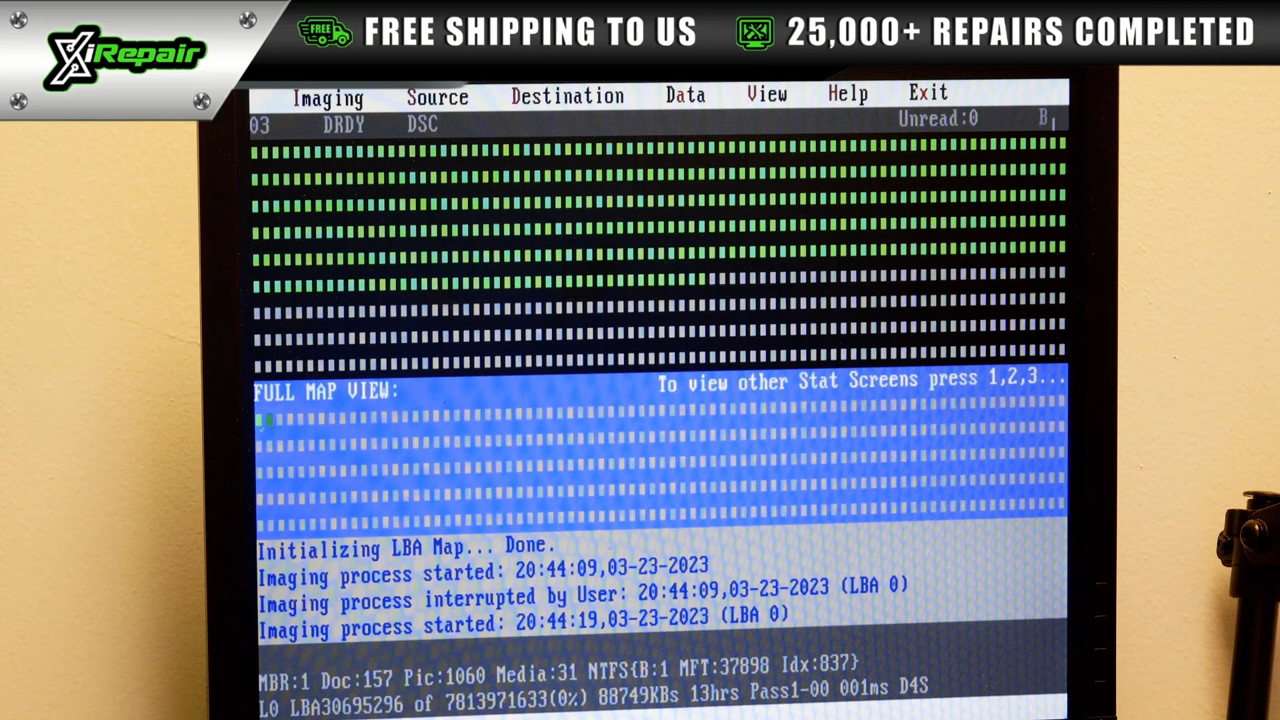 XiRepair
FREE
FREE SHIPPING TO US
25,000+ REPAIRS COMPLETED
Imaging Source Destination Data View Help Exit
03 DRDY DSC Unread:0 B
FULL MAP VIEW: To view other Stat Screens press 1,2,3...
Initializing LBA Map... Done.
Imaging process started: 20:44:09,03-23-2023
Imaging process interrupted by User: 20:44:09,03-23-2023 (LBA 0)
Imaging process started: 20:44:19,03-23-2023 (LBA 0)
MBR:1 Doc:157 Pic:1060 Media:31 NTFS{B:1 MFT:37898 Idx:837}
L0 LBA30695296 of 7813971633(0%) 88749KBs 13hrs Pass1-00 001ms D4S